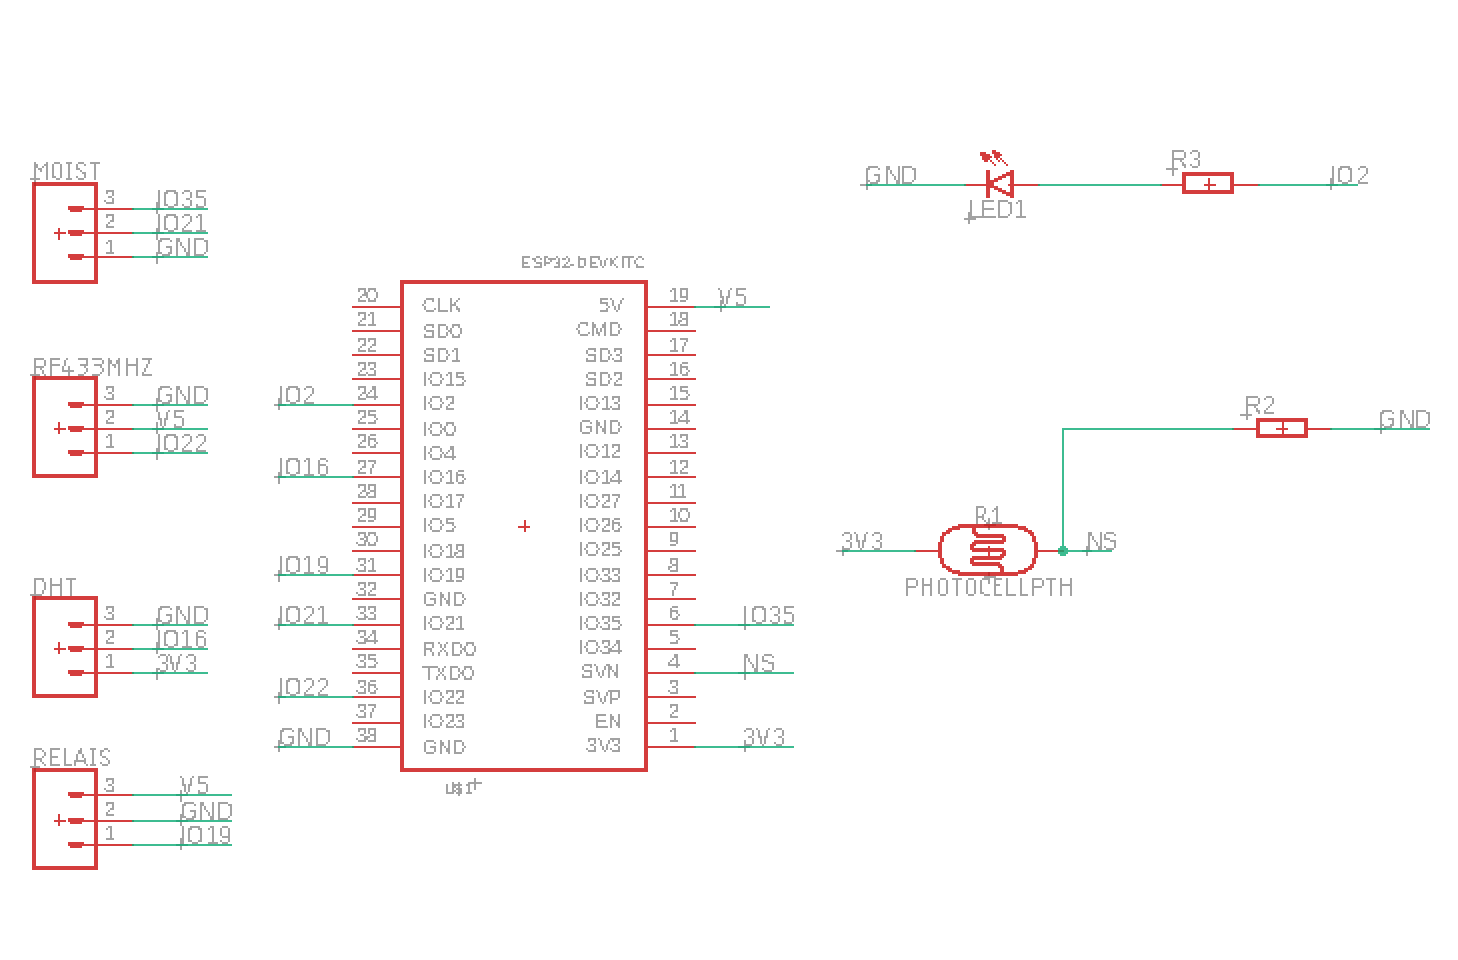 MOIST
3 IO35
2 IO21
1 GND
RF433MHZ
3 GND
2 V5
1 IO22
DHT
3 GND
2 IO16
1 3V3
RELAIS
3 V5
2 GND
1 IO19
ESP32-DEVKITC
20 CLK 5V 19 V5
21 SD0 CMD 18
22 SD1 SD3 17
23 IO15 SD2 16
IO2 24 IO2 IO13 15
25 IO0 GND 14
26 IO4 IO12 13
IO16 27 IO16 IO14 12
28 IO17 IO27 11
29 IO5 IO26 10
30 IO18 IO25 9
IO19 31 IO19 IO33 8
32 GND IO32 7
IO21 33 IO21 IO35 6 IO35
34 RXD0 IO34 5
35 TXD0 SVN 4 NS
IO22 36 IO22 SVP 3
37 IO23 EN 2
GND 38 GND 3V3 1 3V3
U$1
GND LED1 R3 IO2
R2 GND
3V3 R1 NS
PHOTOCELLPTH